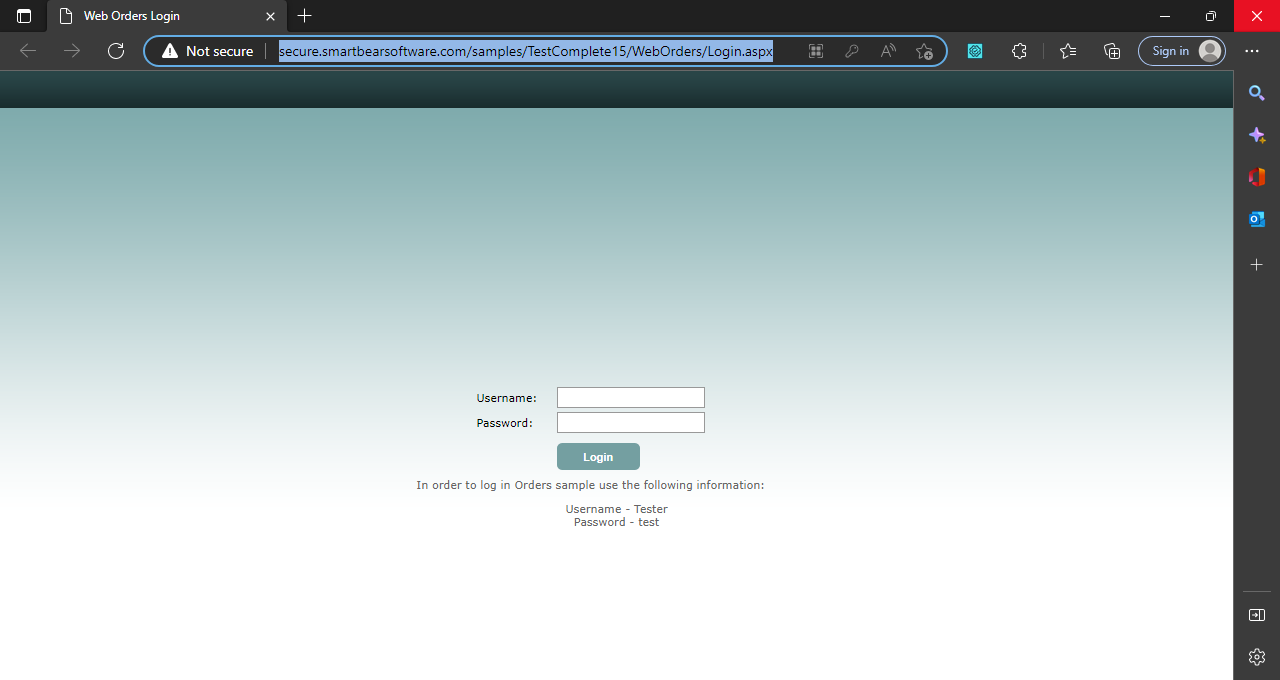 Web Orders Login
Not secure
secure.smartbearsoftware.com/samples/TestComplete15/WebOrders/Login.aspx
Sign in
Username:
Password:
Login
In order to log in Orders sample use the following information:
Username - Tester
Password - test